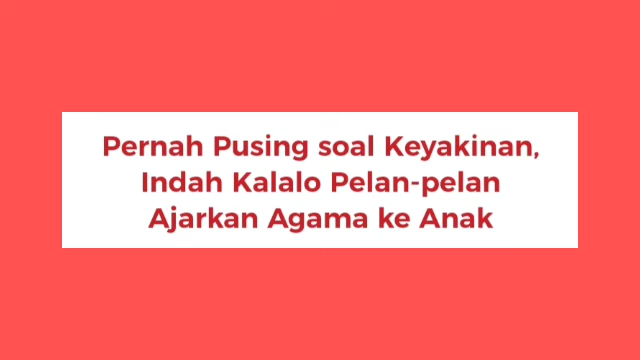 Pernah Pusing soal Keyakinan,
Indah Kalalo Pelan-pelan
Ajarkan Agama ke Anak